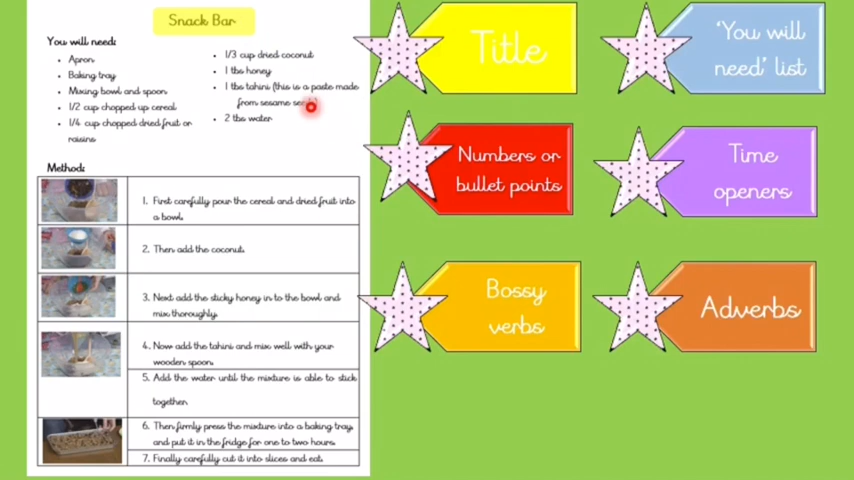 Snack Bar
You will need:
Apron
Baking tray
Mixing bowl and spoon
1/2 cup chopped up cereal
1/4 cup chopped dried fruit or
raisins
1/3 cup dried coconut
1 tbs honey
1 tbs tahini (this is a paste made
from sesame
2 tbs water
Method:
1. First carefully pour the cereal and dried fruit into
a bowl.
2. Then add the coconut.
3. Next add the sticky honey in to the bowl and
mix thoroughly.
4. Now add the tahini and mix well with your
wooden spoon.
5. Add the water until the mixture is able to stick
together.
6. Then firmly press the mixture into a baking tray,
and put it in the fridge for one to two hours.
7. Finally carefully cut it into slices and eat.
Title
'You will
need' list
Numbers or
bullet points
Time
openers
Bossy
verbs
Adverbs